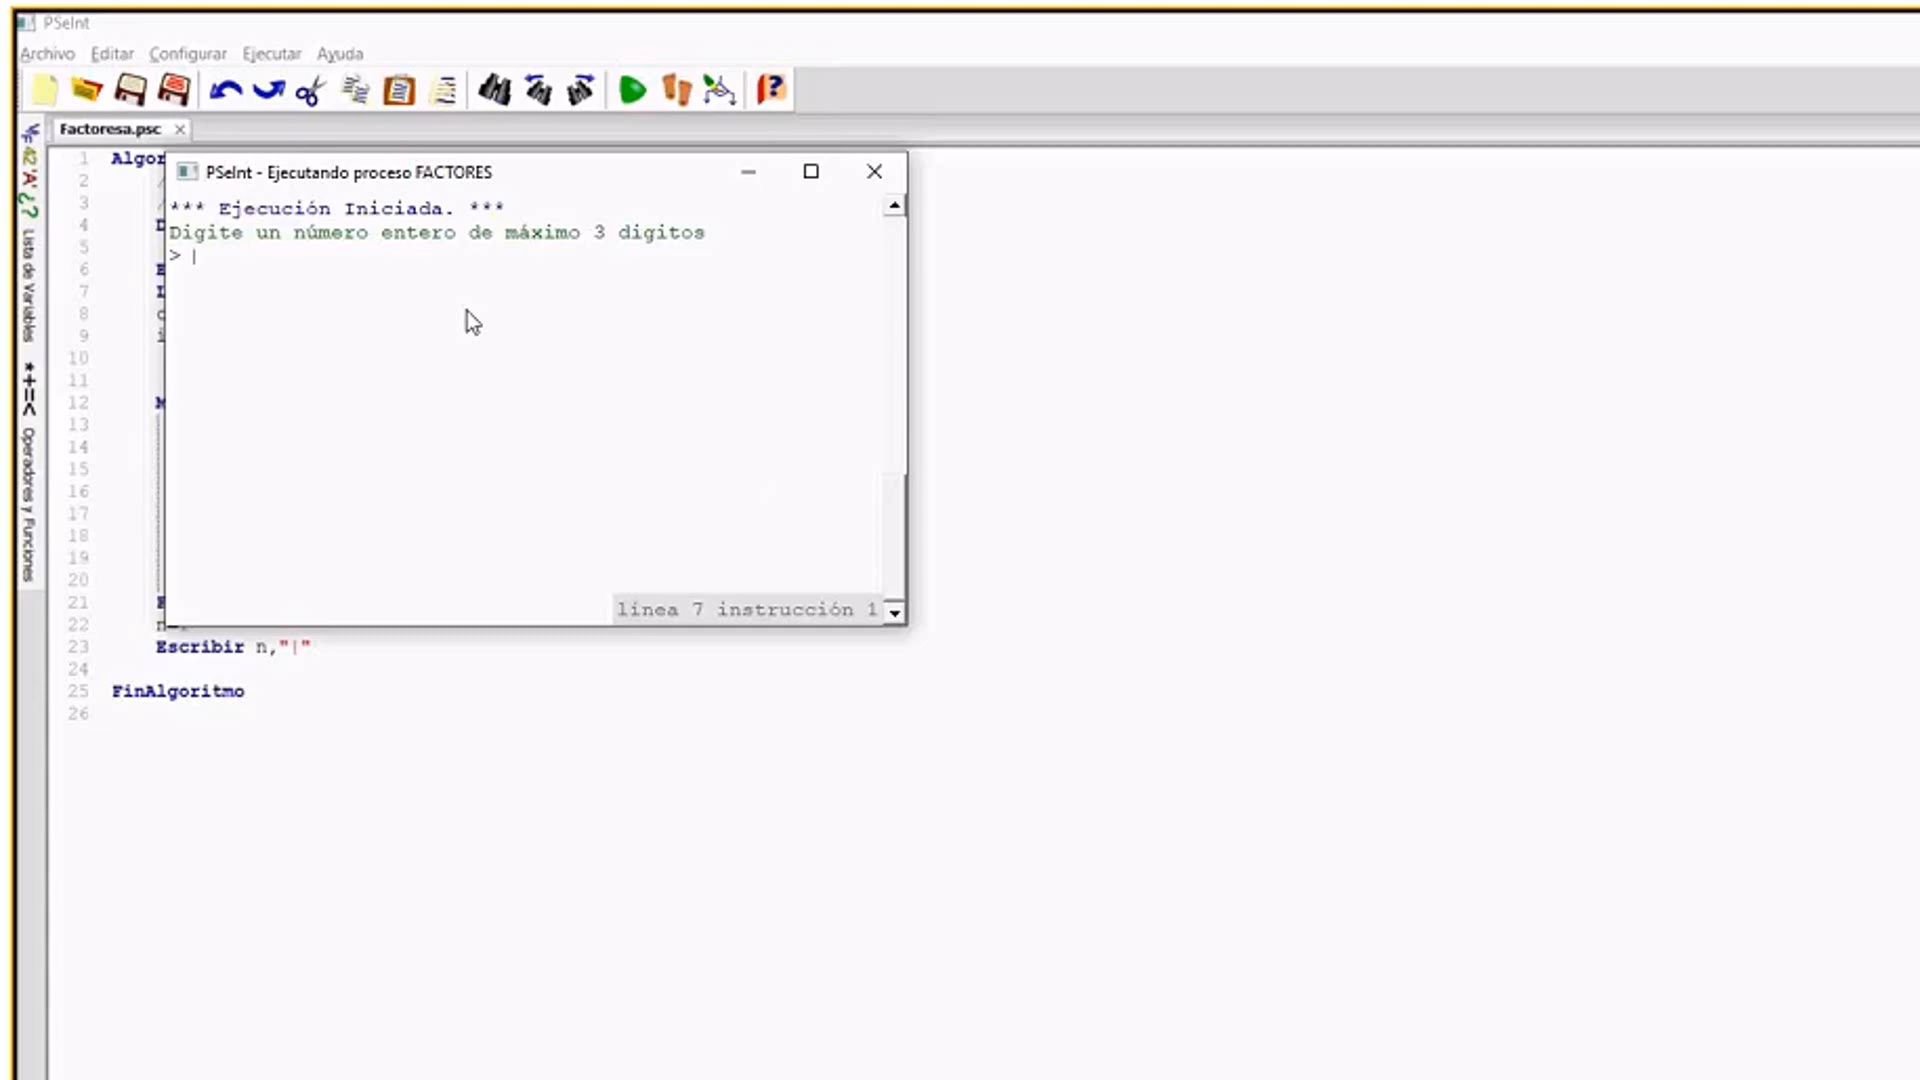 PSeInt
Archivo Editar Configurar Ejecutar Ayuda
Factoresa.psc
Lista de Variables
*+=< Operadores y Funciones
PSeInt - Ejecutando proceso FACTORES
*** Ejecución Iniciada. ***
Digite un número entero de máximo 3 digitos
>
línea 7 instrucción 1
1 Algor
2
3
4
5
6
7
8
9
10
11
12
13
14
15
16
17
18
19
20
21
22
23 Escribir n,"|"
24
25 FinAlgoritmo
26